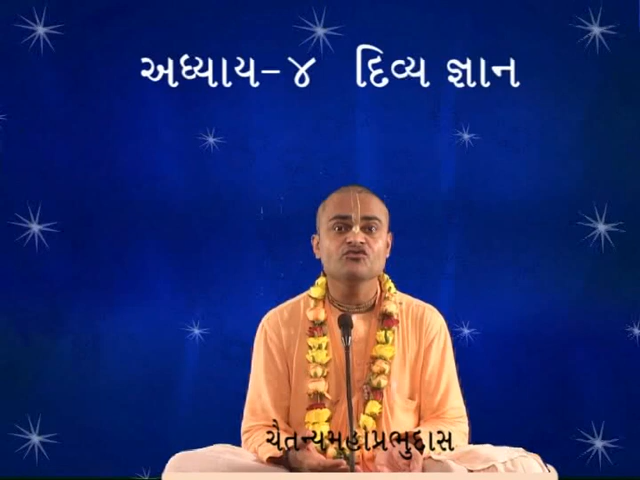 અધ્યાય-૪ દિવ્ય જ્ઞાન
ચૈતન્યમહાપ્રભુદાસ